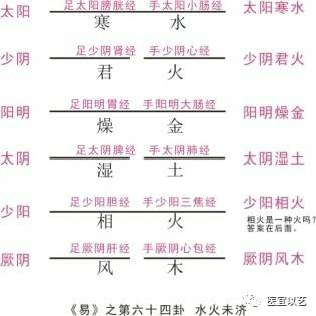 太阳 足太阳膀胱经 手太阳小肠经 太阳寒水
寒 水
少阴 足少阴肾经 手少阴心经 少阴君火
君 火
阳明 足阳明胃经 手阳明大肠经 阳明燥金
燥 金
太阴 足太阴脾经 手太阴肺经 太阴湿土
湿 土
少阳 足少阳胆经 手少阳三焦经 少阳相火
相 火
相火是一种火吗?
答案在后面。
厥阴 足厥阴肝经 手厥阴心包经 厥阴风木
风 木
《易》之第六十四卦 水火未济
医宣以艺